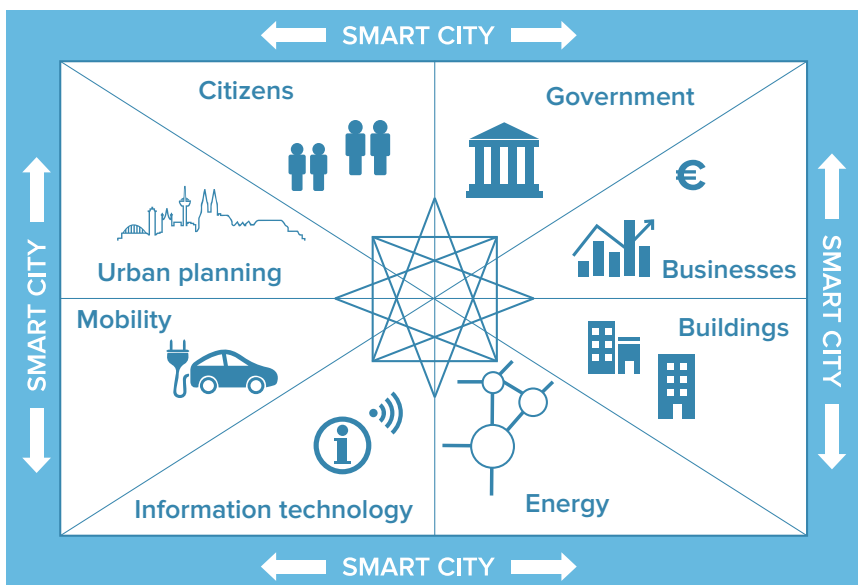 SMART CITY
Citizens
Government
€
Urban planning
Businesses
SMART CITY
SMART CITY
Mobility
Buildings
i
Information technology
Energy
SMART CITY